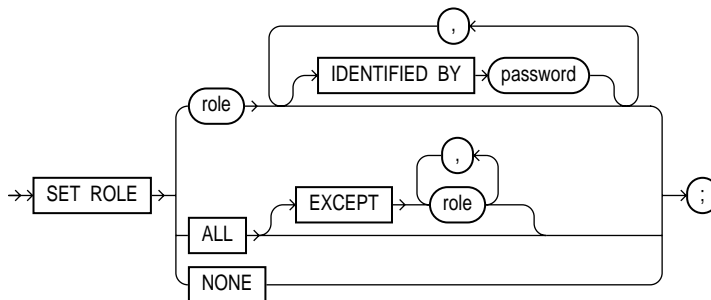 ,
IDENTIFIED BY password
role
,
SET ROLE EXCEPT role ;
ALL
NONE